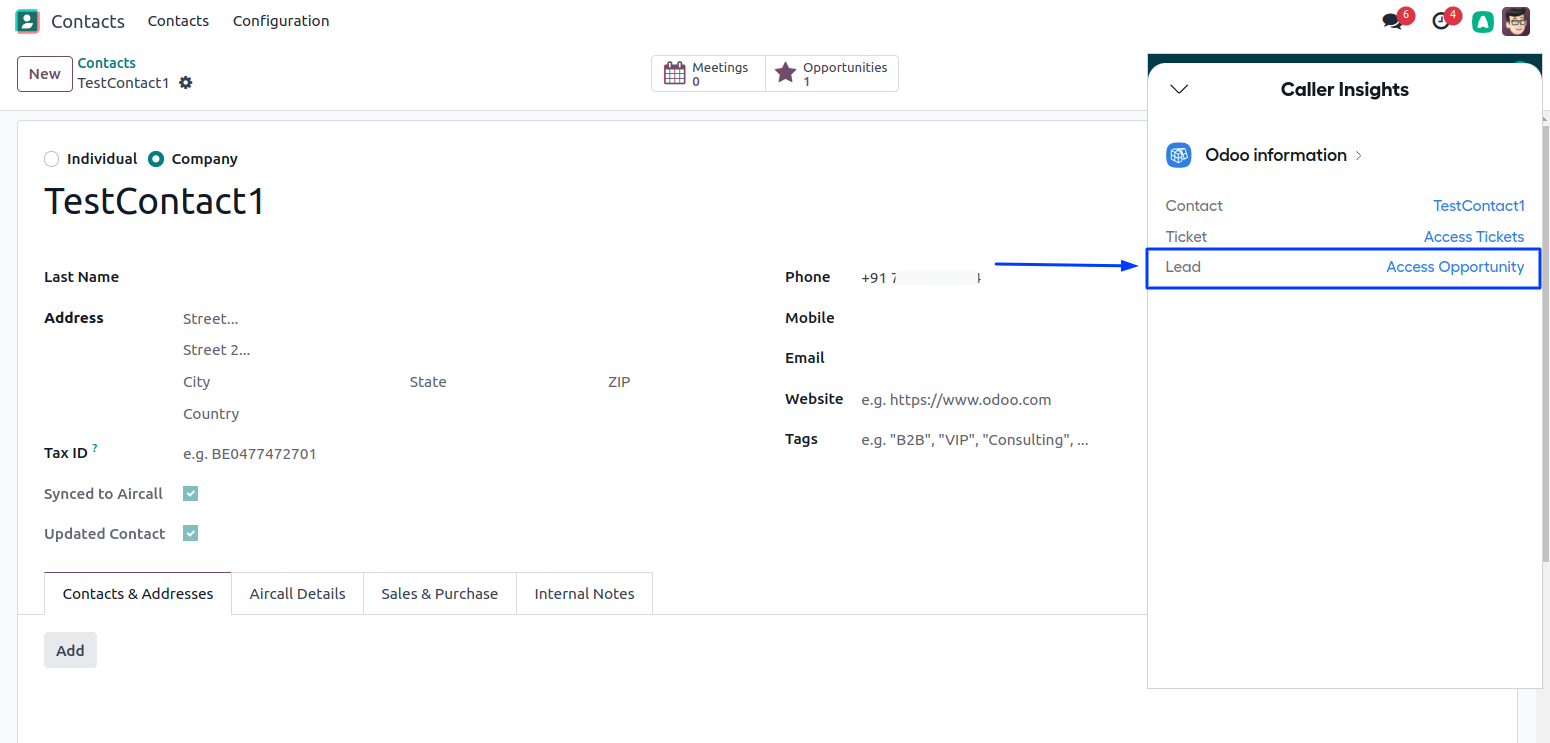 Contacts Contacts Configuration 6 4
New Contacts
TestContact1
Meetings
0
Opportunities
1
Individual Company
TestContact1
Last Name
Address Street...
Street 2...
City State ZIP
Country
Tax ID ? e.g. BE0477472701
Synced to Aircall
Updated Contact
Phone +91 7
Mobile
Email
Website e.g. https://www.odoo.com
Tags e.g. "B2B", "VIP", "Consulting", ...
Contacts & Addresses Aircall Details Sales & Purchase Internal Notes
Add
Caller Insights
Odoo information
Contact TestContact1
Ticket Access Tickets
Lead Access Opportunity